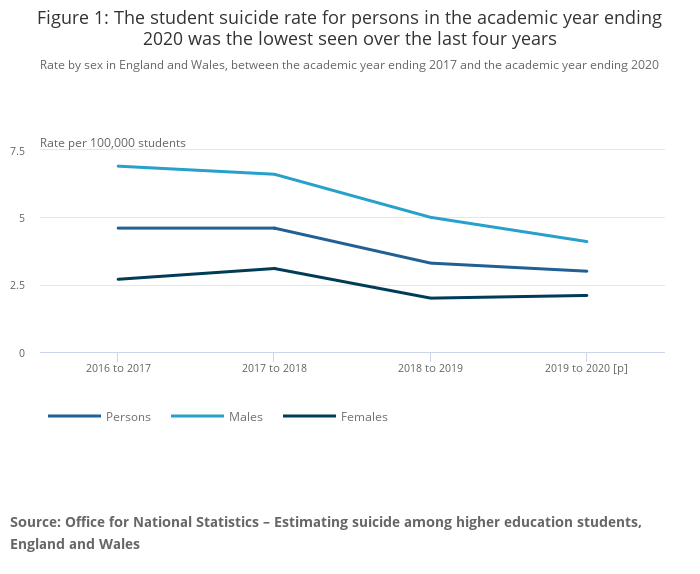 Figure 1: The student suicide rate for persons in the academic year ending
2020 was the lowest seen over the last four years
Rate by sex in England and Wales, between the academic year ending 2017 and the academic year ending 2020
Rate per 100,000 students
7.5
5
2.5
0
2016 to 2017 2017 to 2018 2018 to 2019 2019 to 2020 [p]
Persons Males Females
Source: Office for National Statistics – Estimating suicide among higher education students,
England and Wales